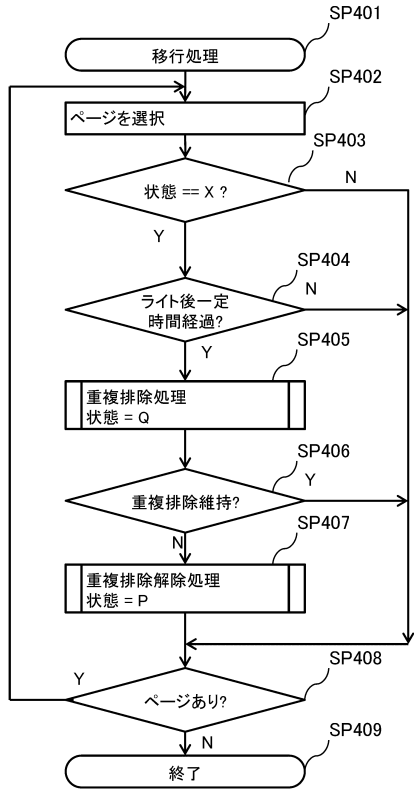 SP401
移行処理
SP402
ページを選択
SP403
状態 == X ?
N
Y
SP404
ライト後一定
時間経過?
N
Y
SP405
重複排除処理
状態 = Q
SP406
重複排除維持?
Y
N
SP407
重複排除解除処理
状態 = P
SP408
Y
ページあり?
N
SP409
終了